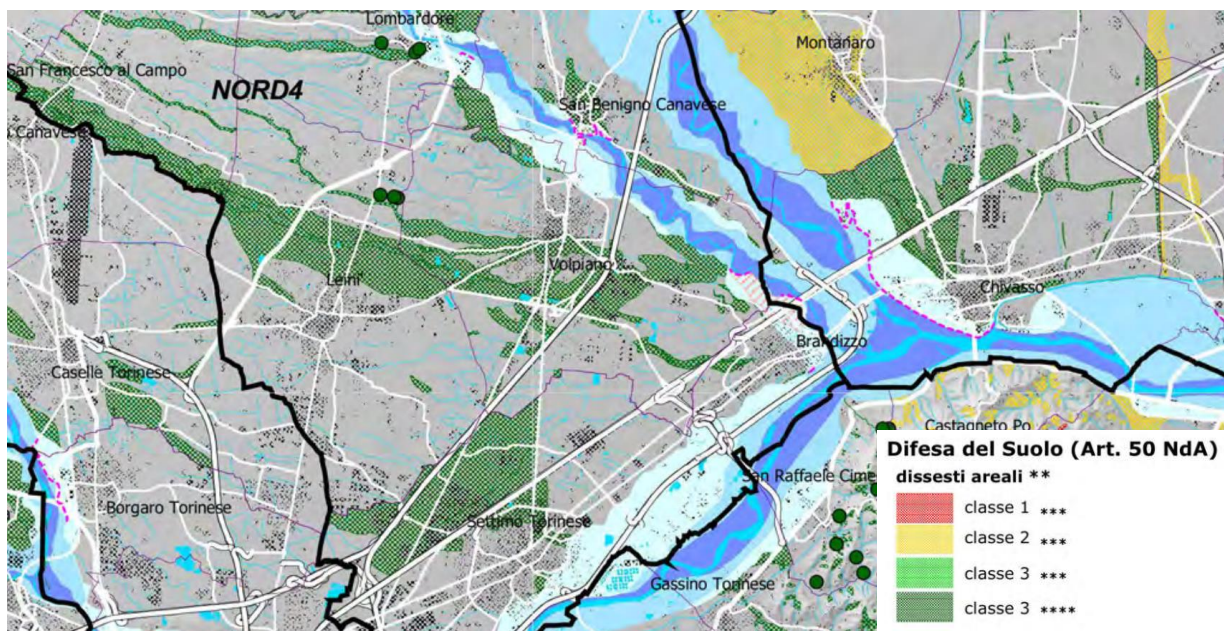 Lombardore
Montanaro
San Francesco al Campo
NORD4
San Benigno Canavese
Canavese
Volpiano
Leini'
Chivasso
Brandizzo
Caselle Torinese
Castagneto Po
San Raffaele Cime
Borgaro Torinese
Settimo Torinese
Gassino Torinese
Difesa del Suolo (Art. 50 NdA)
dissesti areali **
classe 1 ***
classe 2 ***
classe 3 ***
classe 3 ****